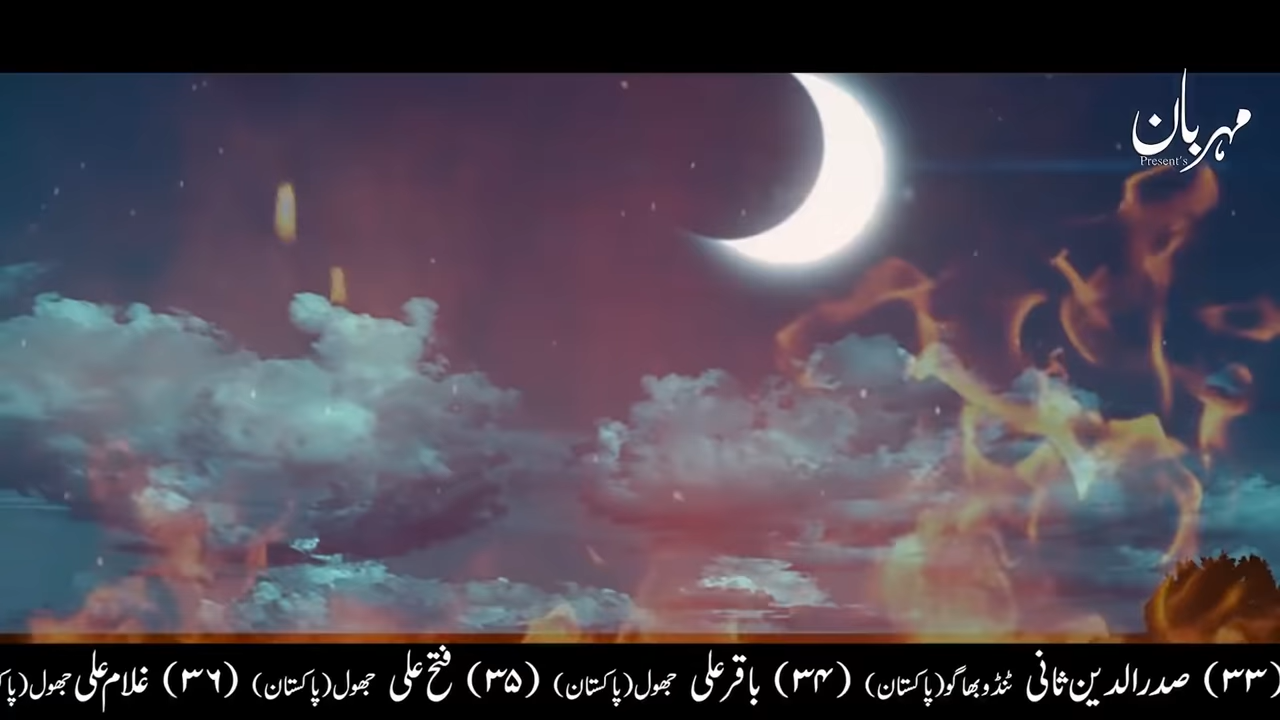 مہربان
Present's
(۳۳) صدرالدین ثانی ٹنڈو بھاگو (پاکستان) (۳۴) باقر علی جھول (پاکستان) (۳۵) فتح علی جھول (پاکستان) (۳۶) غلام علی جھول (پاک